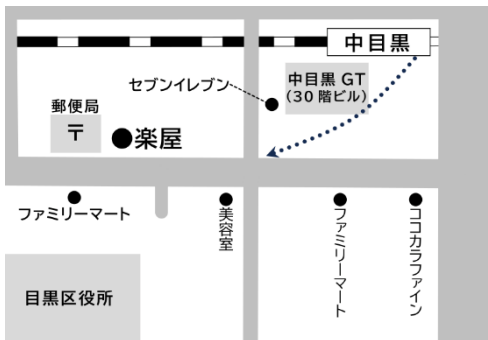 中目黒
セブンイレブン
中目黒 GT
(30階ビル)
郵便局
〒
楽屋
ファミリーマート
美容室
ファミリーマート
ココカラファイン
目黒区役所